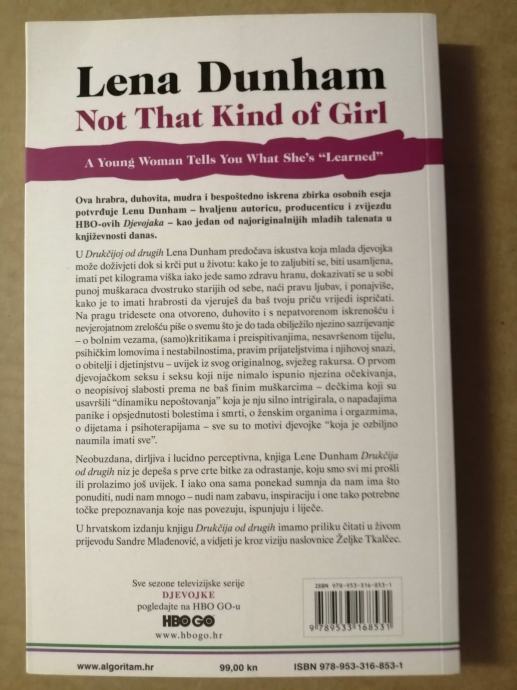 Lena Dunham
Not That Kind of Girl
A Young Woman Tells You What She's “Learned”
Ova hrabra, duhovita, mudra i bespoštedno iskrena zbirka osobnih eseja
potvrđuje Lenu Dunham – hvaljenu autoricu, producenticu i zvijezdu
HBO-ovih Djevojaka – kao jedan od najoriginalnijih mladih talenata u
književnosti danas.
U Drukčijoj od drugih Lena Dunham predočava iskustva koja mlada djevojka
može doživjeti dok si krči put u životu: kako je to zaljubiti se, biti usamljena,
imati pet kilograma viška iako jede samo zdravu hranu, dokazivati se u sobi
punoj muškaraca dvostruko starijih od sebe, naći pravu ljubav, i ponajviše,
kako je to imati hrabrosti da vjeruješ da baš tvoju priču vrijedi ispričati.
Na pragu tridesete ona otvoreno, duhovito i s nepatvorenom iskrenošću i
nevjerojatnom zrelošću piše o svemu što je do tada obilježilo njezino sazrijevanje
– o bolnim vezama, (samo)kritikama i preispitivanjima, nesavršenom tijelu,
psihičkim lomovima i nestabilnostima, pravim prijateljstvima i njihovoj snazi,
o obitelji i djetinjstvu – uvijek iz svog originalnog, svježeg rakursa. O prvom
djevojačkom seksu i seksu koji nije nimalo ispunio njezina očekivanja,
o neopisivoj slabosti prema ne baš finim muškarcima – dečkima koji su
usavršili “dinamiku nepoštovanja” koja je nju silno intrigirala, o napadajima
panike i opsjednutosti bolestima i smrti, o ženskim organima i orgazmima,
o dijetama i psihoterapijama – sve su to motivi djevojke “koja je ozbiljno
naumila imati sve”.
Neobuzdana, dirljiva i lucidno perceptivna, knjiga Lene Dunham Drukčija
od drugih niz je depeša s prve crte bitke za odrastanje, koju smo svi mi prošli
ili prolazimo još uvijek. I iako ona sama ponekad sumnja da nam ima što
ponuditi, nudi nam mnogo – nudi nam zabavu, inspiraciju i one tako potrebne
točke prepoznavanja koje nas povezuju, ispunjuju i liječe.
U hrvatskom izdanju knjigu Drukčija od drugih imamo priliku čitati u živom
prijevodu Sandre Mlađenović, a vidjeti je kroz viziju naslovnice Željke Tkalčec.
Sve sezone televizijske serije
DJEVOJKE
pogledajte na HBO GO-u
HBO GO
www.hbogo.hr
ISBN 978-953-316-853-1
9 789533 168531
www.algoritam.hr
99,00 kn
ISBN 978-953-316-853-1